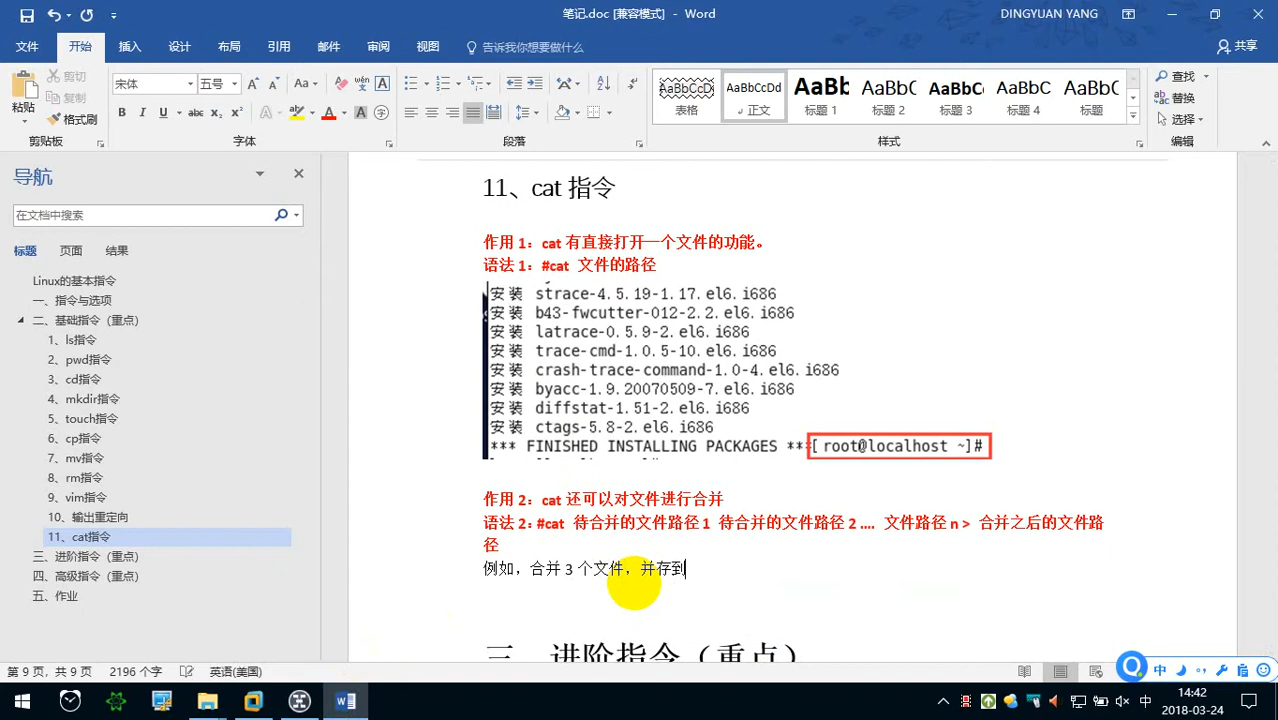 笔记.doc [兼容模式] - Word
DINGYUAN YANG
文件 开始 插入 设计 布局 引用 邮件 审阅 视图 告诉我你想要做什么 共享
粘贴
剪切
复制
格式刷
宋体 五号
剪贴板 字体 段落 样式 编辑
AaBbC 表格
AaBbCcDd 正文
AaBb 标题 1
AaBbC 标题 2
AaBbC 标题 3
AaBbC 标题 4
AaBbC 标题
查找
替换
选择
导航
在文档中搜索
标题 页面 结果
Linux的基本指令
一、指令与选项
二、基础指令（重点）
1、ls指令
2、pwd指令
3、cd指令
4、mkdir指令
5、touch指令
6、cp指令
7、mv指令
8、rm指令
9、vim指令
10、输出重定向
11、cat指令
三、进阶指令（重点）
四、高级指令（重点）
五、作业
11、cat 指令
作用 1：cat 有直接打开一个文件的功能。
语法 1：#cat 文件的路径
安装 strace-4.5.19-1.17.el6.i686
安装 b43-fwcutter-012-2.2.el6.i686
安装 latrace-0.5.9-2.el6.i686
安装 trace-cmd-1.0.5-10.el6.i686
安装 crash-trace-command-1.0-4.el6.i686
安装 byacc-1.9.20070509-7.el6.i686
安装 diffstat-1.51-2.el6.i686
安装 ctags-5.8-2.el6.i686
*** FINISHED INSTALLING PACKAGES ***[root@localhost ~]#
作用 2：cat 还可以对文件进行合并
语法 2：#cat 待合并的文件路径 1 待合并的文件路径 2 .... 文件路径 n > 合并之后的文件路
径
例如，合并 3 个文件，并存到
三、进阶指令（重点）
第 9 页，共 9 页 2196 个字 英语(美国)
中
中 14:42
2018-03-24